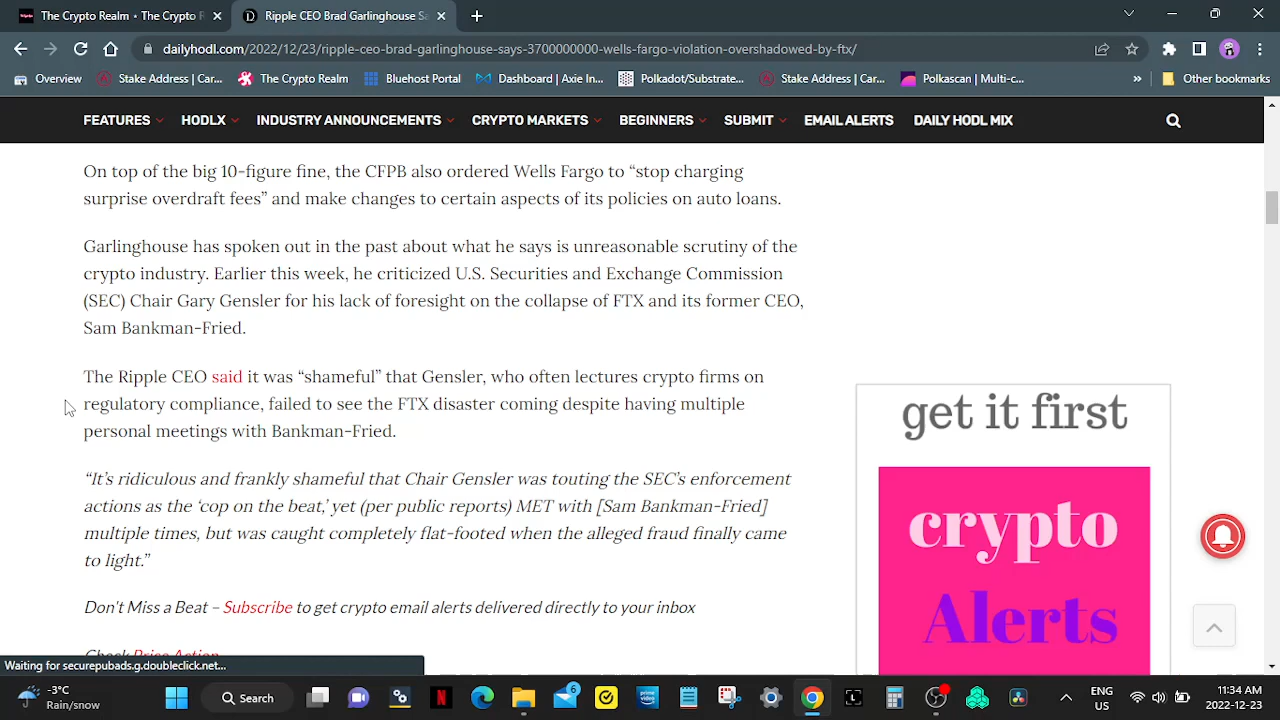 The Crypto Realm • The Crypto R
Ripple CEO Brad Garlinghouse Sa
dailyhodl.com/2022/12/23/ripple-ceo-brad-garlinghouse-says-3700000000-wells-fargo-violation-overshadowed-by-ftx/
Overview
Stake Address | Car...
The Crypto Realm
Bluehost Portal
Dashboard | Axie In...
Polkadot/Substrate...
Stake Address | Car...
Polkascan | Multi-c...
»
Other bookmarks
FEATURES
HODLX
INDUSTRY ANNOUNCEMENTS
CRYPTO MARKETS
BEGINNERS
SUBMIT
EMAIL ALERTS
DAILY HODL MIX
On top of the big 10-figure fine, the CFPB also ordered Wells Fargo to “stop charging
surprise overdraft fees” and make changes to certain aspects of its policies on auto loans.
Garlinghouse has spoken out in the past about what he says is unreasonable scrutiny of the
crypto industry. Earlier this week, he criticized U.S. Securities and Exchange Commission
(SEC) Chair Gary Gensler for his lack of foresight on the collapse of FTX and its former CEO,
Sam Bankman-Fried.
The Ripple CEO said it was “shameful” that Gensler, who often lectures crypto firms on
regulatory compliance, failed to see the FTX disaster coming despite having multiple
personal meetings with Bankman-Fried.
“It’s ridiculous and frankly shameful that Chair Gensler was touting the SEC’s enforcement
actions as the ‘cop on the beat,’ yet (per public reports) MET with [Sam Bankman-Fried]
multiple times, but was caught completely flat-footed when the alleged fraud finally came
to light.”
Don't Miss a Beat – Subscribe to get crypto email alerts delivered directly to your inbox
Check Price Action
get it first
crypto
Alerts
Waiting for securepubads.g.doubleclick.net...
-3°C
Rain/snow
Search
6
ENG
US
11:34 AM
2022-12-23